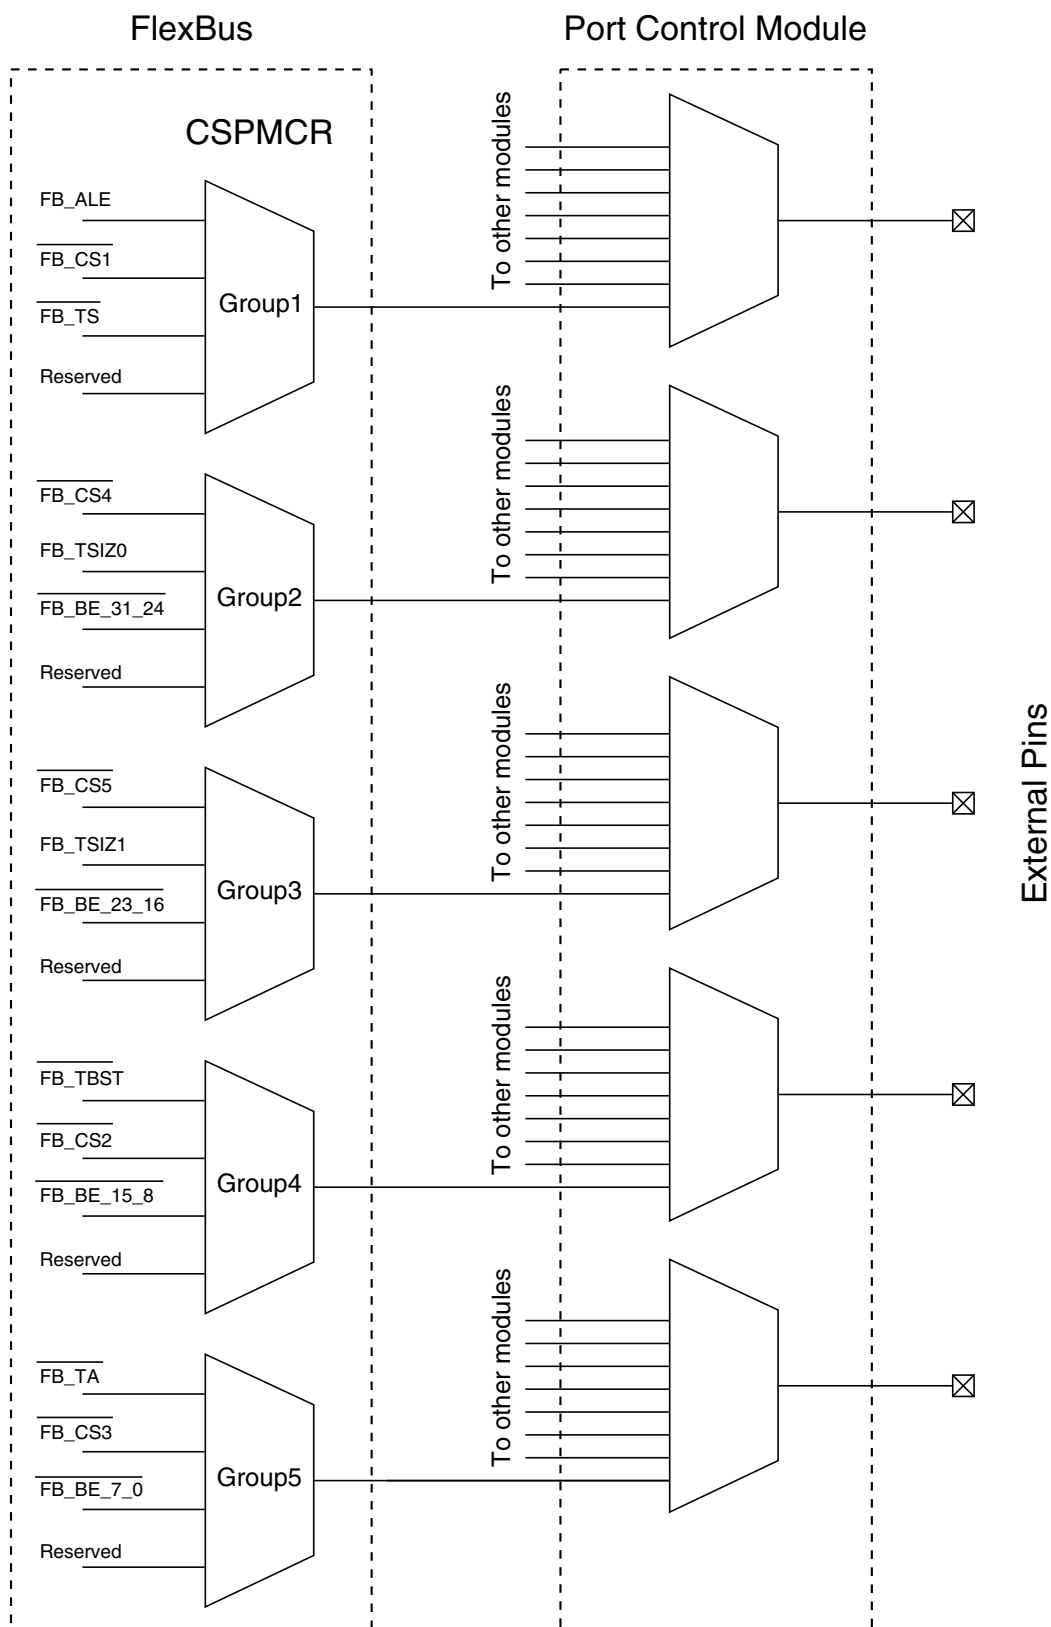 FlexBus
Port Control Module
CSPMCR
FB_ALE
FB_CS1
FB_TS
Reserved
Group1
To other modules
FB_CS4
FB_TSIZ0
FB_BE_31_24
Reserved
Group2
To other modules
FB_CS5
FB_TSIZ1
FB_BE_23_16
Reserved
Group3
To other modules
External Pins
FB_TBST
FB_CS2
FB_BE_15_8
Reserved
Group4
To other modules
FB_TA
FB_CS3
FB_BE_7_0
Reserved
Group5
To other modules